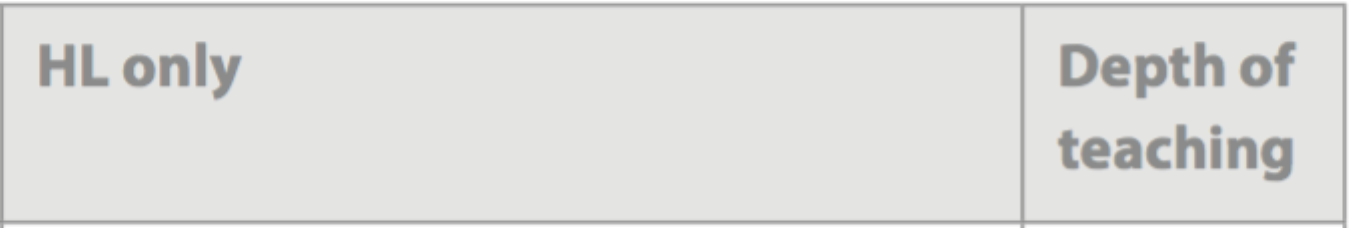 HL only
Depth of
teaching